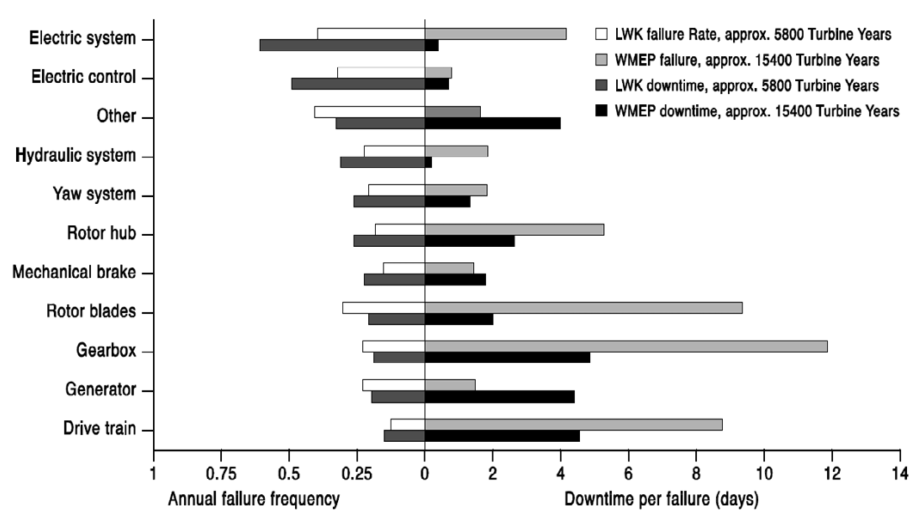 Electric system
Electric control
Other
Hydraulic system
Yaw system
Rotor hub
Mechanical brake
Rotor blades
Gearbox
Generator
Drive train
LWK failure Rate, approx. 5800 Turbine Years
WMEP failure, approx. 15400 Turbine Years
LWK downtime, approx. 5800 Turbine Years
WMEP downtime, approx. 15400 Turbine Years
1 0.75 0.5 0.25 0 2 4 6 8 10 12 14
Annual failure frequency Downtime per failure (days)